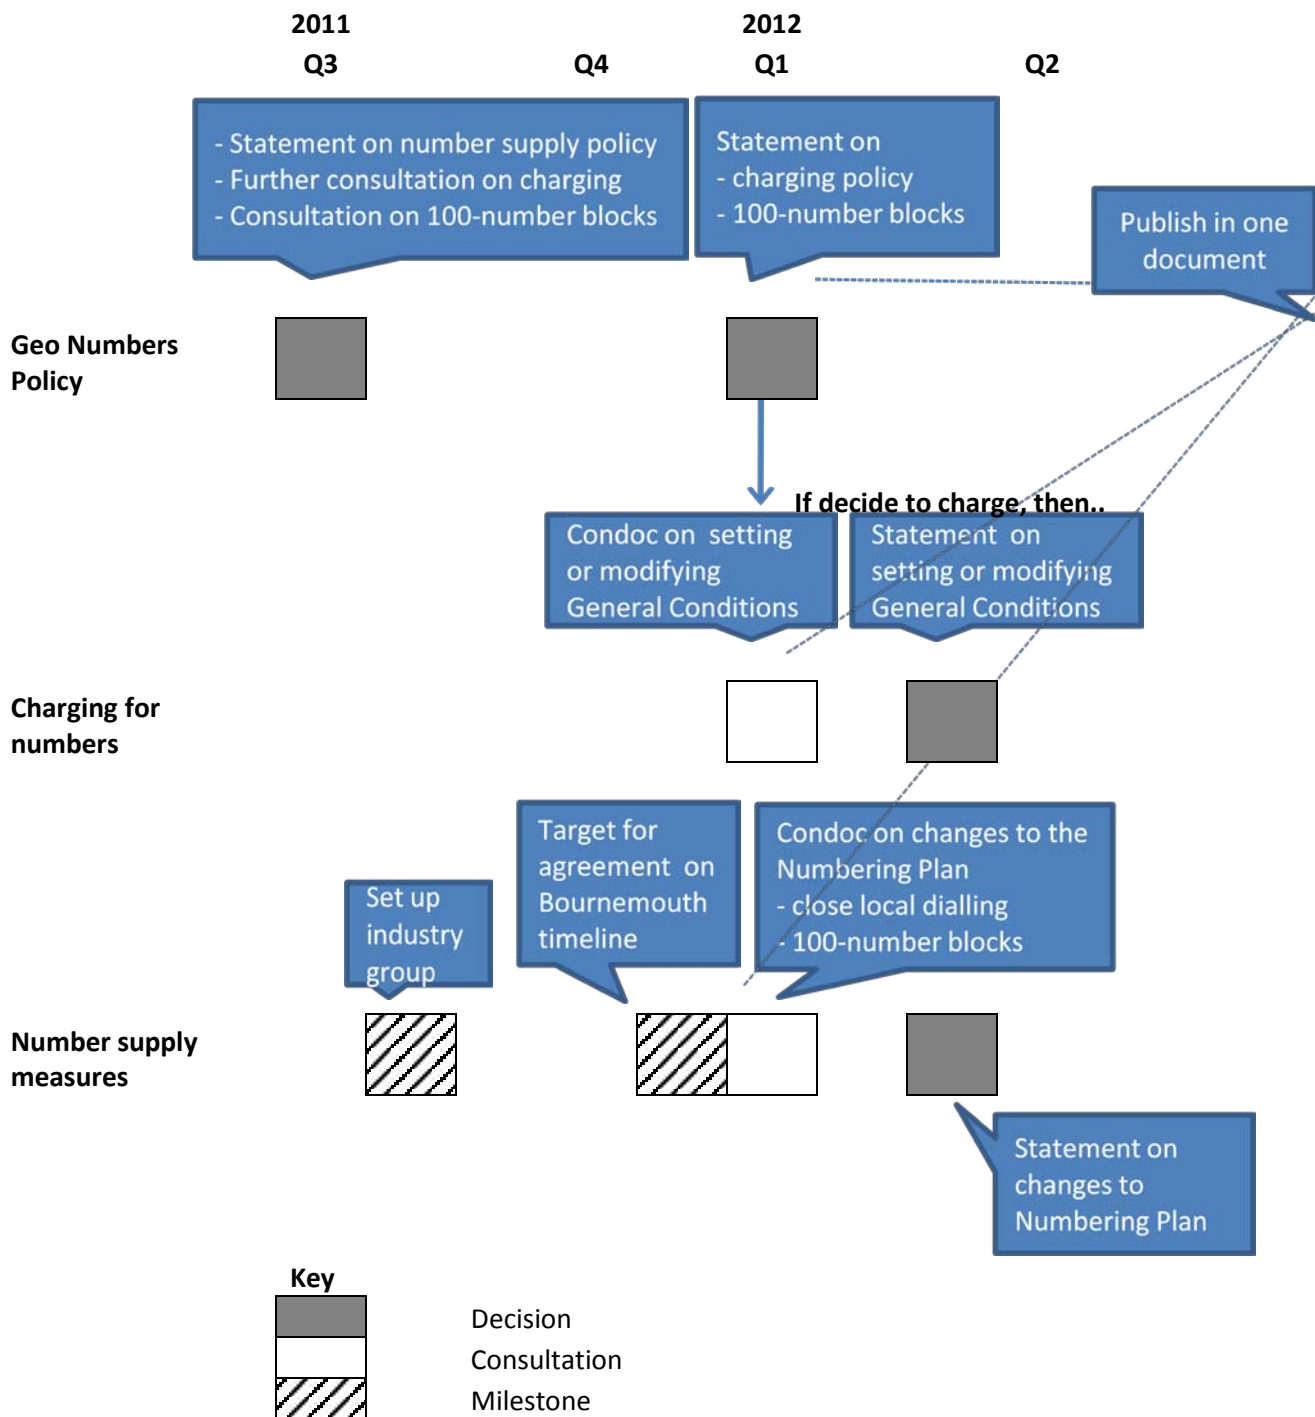 2011
2012
Q3
Q4
Q1
Q2
- Statement on number supply policy
- Further consultation on charging
- Consultation on 100-number blocks
Statement on
- charging policy
- 100-number blocks
Publish in one
document
Geo Numbers
Policy
If decide to charge, then..
Condoc on setting
or modifying
General Conditions
Statement on
setting or modifying
General Conditions
Charging for
numbers
Set up
industry
group
Target for
agreement on
Bournemouth
timeline
Condoc on changes to the
Numbering Plan
- close local dialling
- 100-number blocks
Number supply
measures
Statement on
changes to
Numbering Plan
Key
Decision
Consultation
Milestone